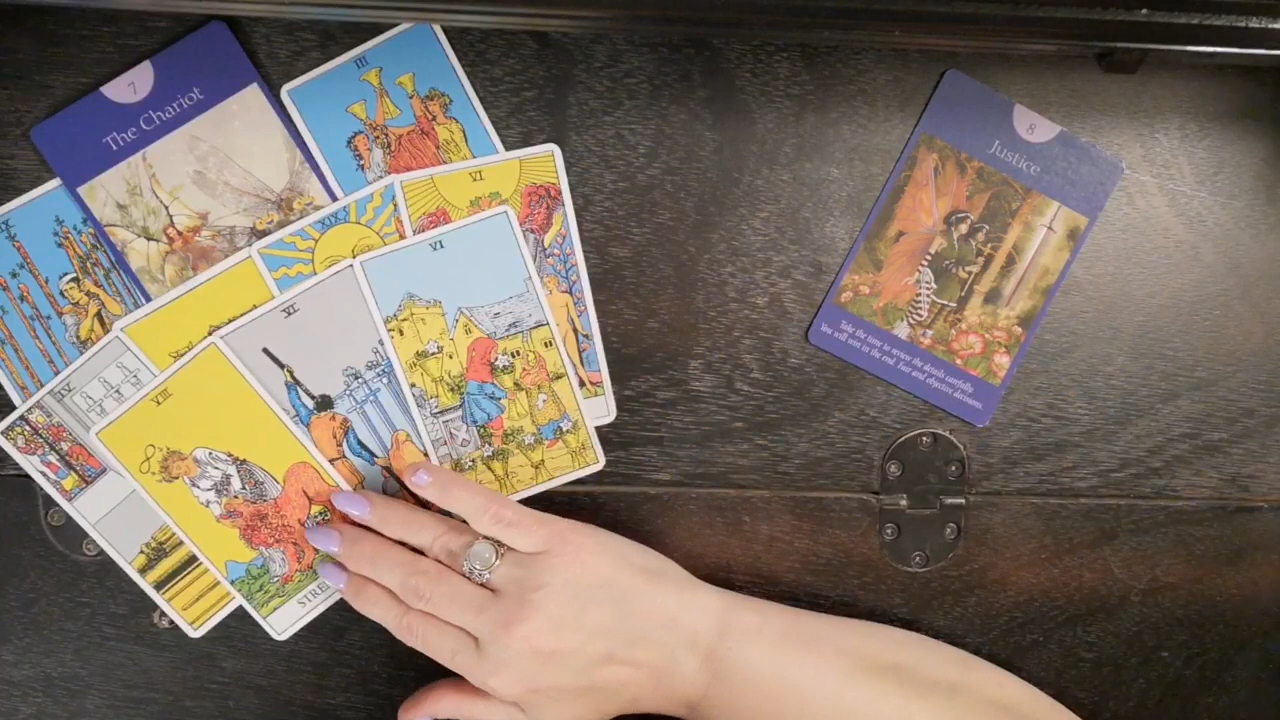 7
The Chariot
III
XIX
VI
VI
VI
IV
VIII
STRE
8
Justice
Take the time to review the details carefully.
You will win in the end. Fair and objective decisions.